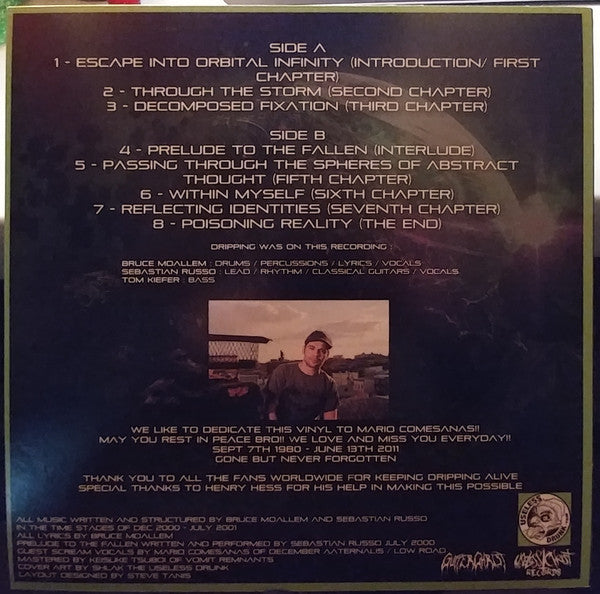 SIDE A
1 - ESCAPE INTO ORBITAL INFINITY (INTRODUCTION/ FIRST
CHAPTER)
2 - THROUGH THE STORM (SECOND CHAPTER)
3 - DECOMPOSED FIXATION (THIRD CHAPTER)
SIDE B
4 - PRELUDE TO THE FALLEN (INTERLUDE)
5 - PASSING THROUGH THE SPHERES OF ABSTRACT
THOUGHT (FIFTH CHAPTER)
6 - WITHIN MYSELF (SIXTH CHAPTER)
7 - REFLECTING IDENTITIES (SEVENTH CHAPTER)
8 - POISONING REALITY (THE END)
DRIPPING WAS ON THIS RECORDING :
BRUCE MOALLEM : DRUMS / PERCUSSIONS / LYRICS / VOCALS
SEBASTIAN RUSSO : LEAD / RHYTHM / CLASSICAL GUITARS / VOCALS
TOM KIEFER : BASS
WE LIKE TO DEDICATE THIS VINYL TO MARIO COMESANAS!!
MAY YOU REST IN PEACE BRO!! WE LOVE AND MISS YOU EVERYDAY!!
SEPT 7TH 1980 - JUNE 13TH 2011
GONE BUT NEVER FORGOTTEN
THANK YOU TO ALL THE FANS WORLDWIDE FOR KEEPING DRIPPING ALIVE
SPECIAL THANKS TO HENRY HESS FOR HIS HELP IN MAKING THIS POSSIBLE
ALL MUSIC WRITTEN AND STRUCTURED BY BRUCE MOALLEM AND SEBASTIAN RUSSO
IN THE TIME STAGES OF DEC 2000 - JULY 2001
ALL LYRICS BY BRUCE MOALLEM
PRELUDE TO THE FALLEN WRITTEN AND PERFORMED BY SEBASTIAN RUSSO JULY 2000
GUEST SCREAM VOCALS BY MARIO COMESANAS OF DECEMBER AATERNALIS / LOW ROAD
MASTERED BY KEISUKE TSUBOI OF VOMIT REMNANTS
COVER ART BY SHLAK THE USELESS DRUNK
LAYOUT DESIGNED BY STEVE TANIS
USELESS
DRUNK
RECORDS